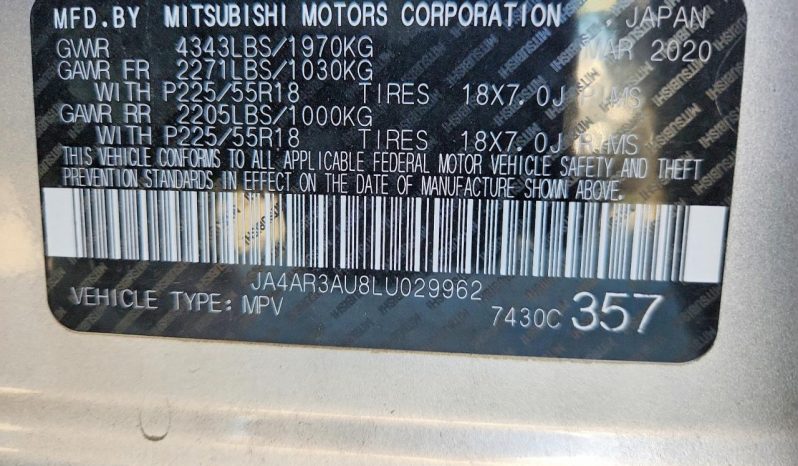 MFD.BY MITSUBISHI MOTORS CORPORATION, JAPAN
GVWR 4343LBS/1970KG MAR 2020
GAWR FR 2271LBS/1030KG
WITH P225/55R18 TIRES 18X7.0J RIMS
GAWR RR 2205LBS/1000KG
WITH P225/55R18 TIRES 18X7.0J RIMS
THIS VEHICLE CONFORMS TO ALL APPLICABLE FEDERAL MOTOR VEHICLE SAFETY AND THEFT
PREVENTION STANDARDS IN EFFECT ON THE DATE OF MANUFACTURE SHOWN ABOVE.
JA4AR3AU8LU029962
VEHICLE TYPE: MPV
7430C 357